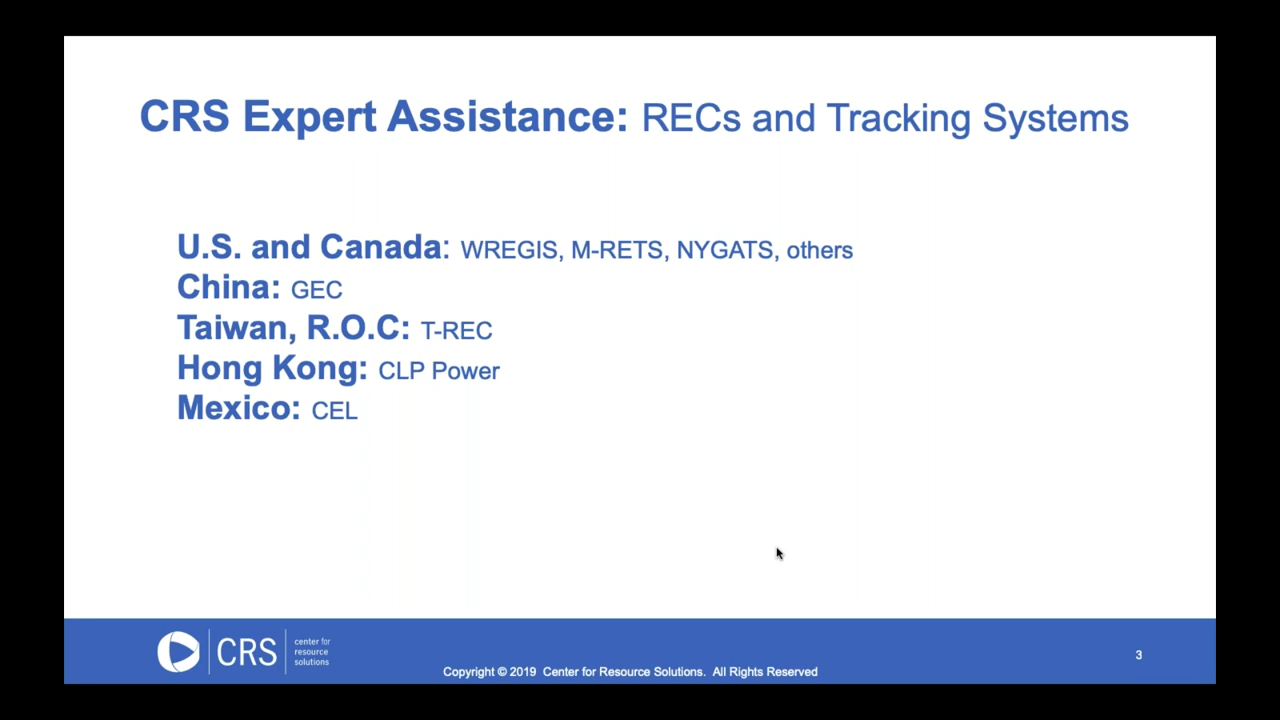 CRS Expert Assistance: RECs and Tracking Systems
U.S. and Canada: WREGIS, M-RETS, NYGATS, others
China: GEC
Taiwan, R.O.C: T-REC
Hong Kong: CLP Power
Mexico: CEL
CRS
center for
resource
solutions
Copyright © 2019 Center for Resource Solutions. All Rights Reserved
3